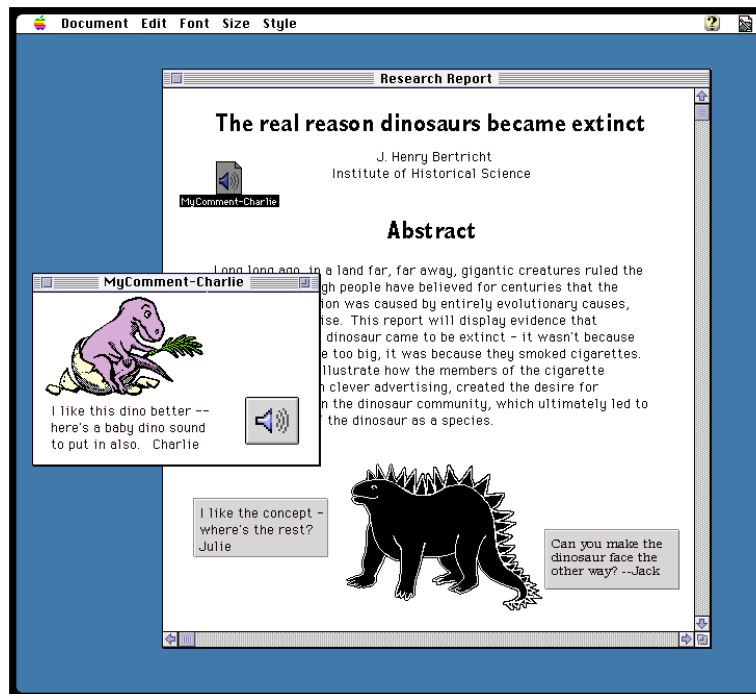 Document Edit Font Size Style
Research Report
The real reason dinosaurs became extinct
J. Henry Bertricht
Institute of Historical Science
MyComment-Charlie
Abstract
Long long ago, in a land far, far away, gigantic creatures ruled the
gh people have believed for centuries that the
ion was caused by entirely evolutionary causes,
ise. This report will display evidence that
dinosaur came to be extinct - it wasn't because
e too big, it was because they smoked cigarettes.
llustrate how the members of the cigarette
n clever advertising, created the desire for
n the dinosaur community, which ultimately led to
f the dinosaur as a species.
MyComment-Charlie
I like this dino better --
here's a baby dino sound
to put in also. Charlie
I like the concept -
where's the rest?
Julie
Can you make the
dinosaur face the
other way? --Jack